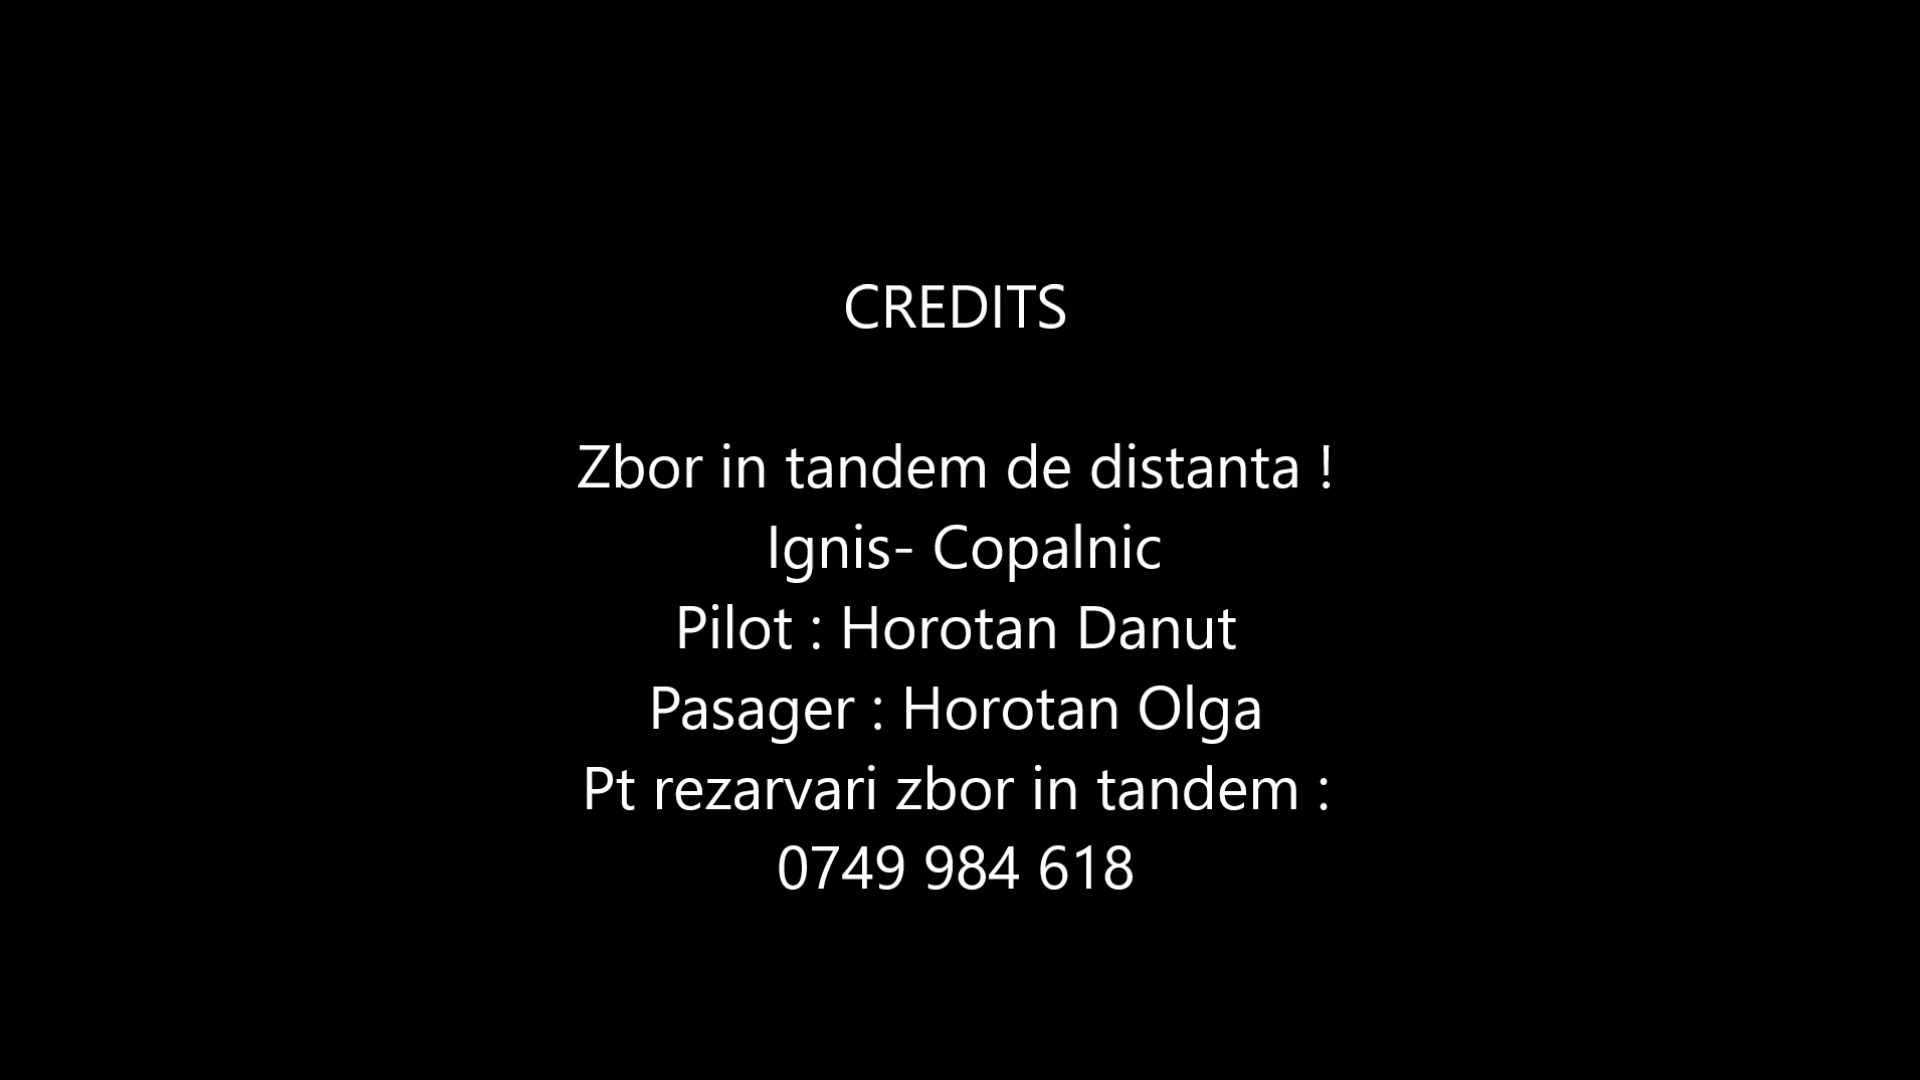 CREDITS
Zbor in tandem de distanta !
Ignis- Copalnic
Pilot : Horotan Danut
Pasager : Horotan Olga
Pt rezarvari zbor in tandem :
0749 984 618